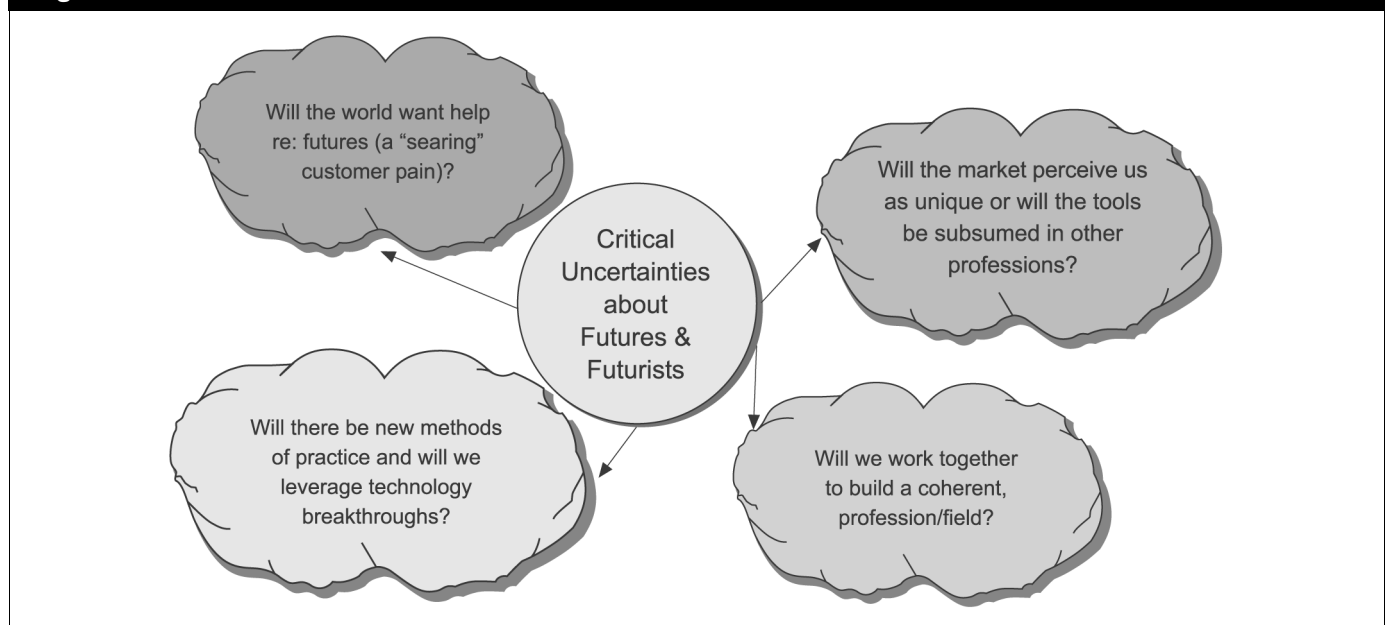 Will the world want help
re: futures (a “searing”
customer pain)?
Will the market perceive us
as unique or will the tools
be subsumed in other
professions?
Critical
Uncertainties
about
Futures &
Futurists
Will there be new methods
of practice and will we
leverage technology
breakthroughs?
Will we work together
to build a coherent,
profession/field?